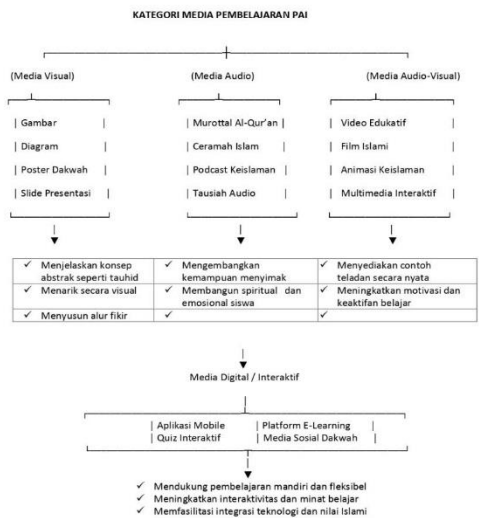 KATEGORI MEDIA PEMBELAJARAN PAI
(Media Visual) (Media Audio) (Media Audio-Visual)
| Gambar | | Murottal Al-Qur'an | | Video Edukatif |
| Diagram | | Ceramah Islam | | Film Islami |
| Poster Dakwah | | Podcast Keislaman | | Animasi Keislaman |
| Slide Presentasi | | Tausiah Audio | | Multimedia Interaktif |
✓ Menjelaskan konsep abstrak seperti tauhid
✓ Mengembangkan kemampuan menyimak
✓ Menyediakan contoh teladan secara nyata
✓ Menarik secara visual
✓ Membangun spiritual dan emosional siswa
✓ Meningkatkan motivasi dan keaktifan belajar
✓ Menyusun alur fikir
✓
✓
Media Digital / Interaktif
| Aplikasi Mobile | Platform E-Learning |
| Quiz Interaktif | Media Sosial Dakwah |
✓ Mendukung pembelajaran mandiri dan fleksibel
✓ Meningkatkan interaktivitas dan minat belajar
✓ Memfasilitasi integrasi teknologi dan nilai Islami